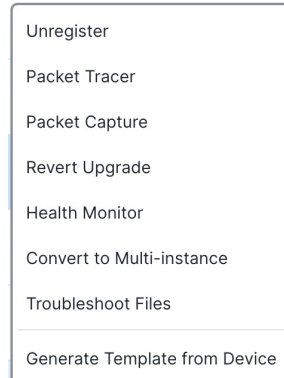 Unregister
Packet Tracer
Packet Capture
Revert Upgrade
Health Monitor
Convert to Multi-instance
Troubleshoot Files
Generate Template from Device